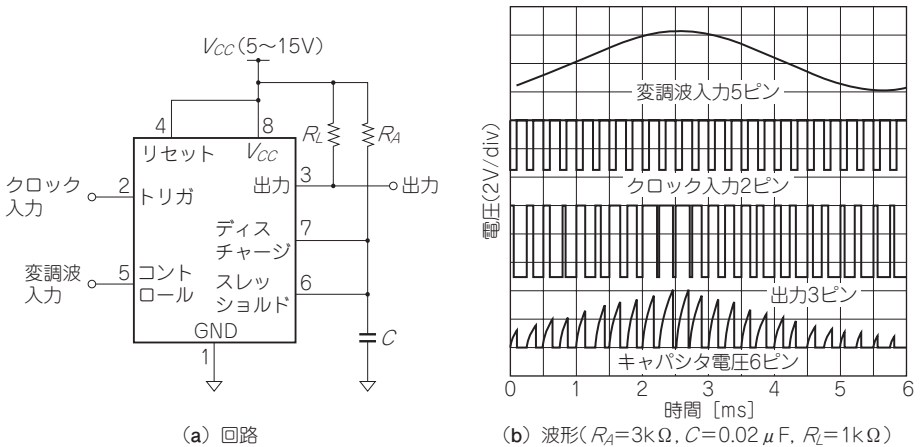 VCC(5〜15V)
4
8
リセット
VCC
RL
RA
クロック
入力
2
トリガ
出力
3
出力
ディス
チャージ
7
変調波
入力
5
コント
ロール
スレッ
ショルド
6
GND
1
C
(a) 回路
電圧(2V/div)
変調波入力5ピン
クロック入力2ピン
出力3ピン
キャパシタ電圧6ピン
0 1 2 3 4 5 6
時間 [ms]
(b) 波形(RA=3kΩ, C=0.02μF, RL=1kΩ)